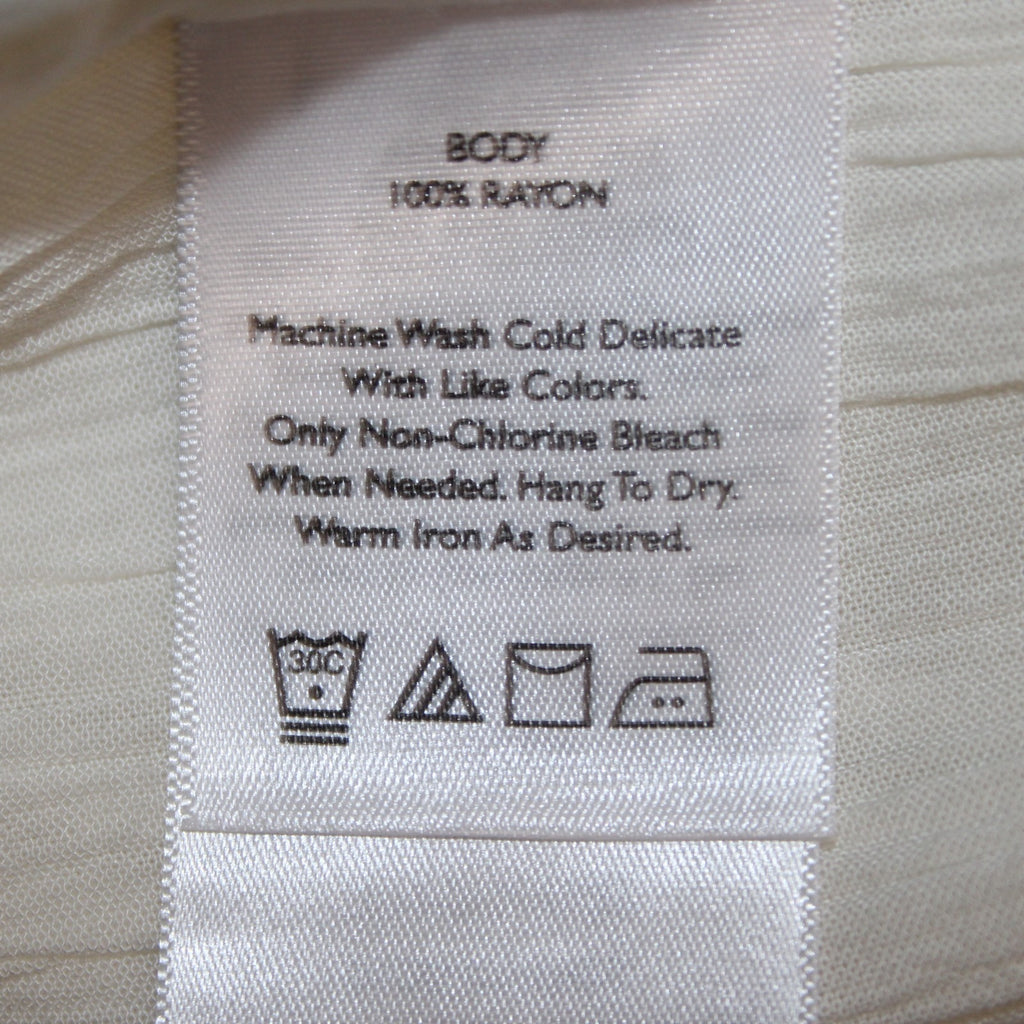 BODY
100% RAYON
Machine Wash Cold Delicate
With Like Colors.
Only Non-Chlorine Bleach
When Needed. Hang To Dry.
Warm Iron As Desired.
30C